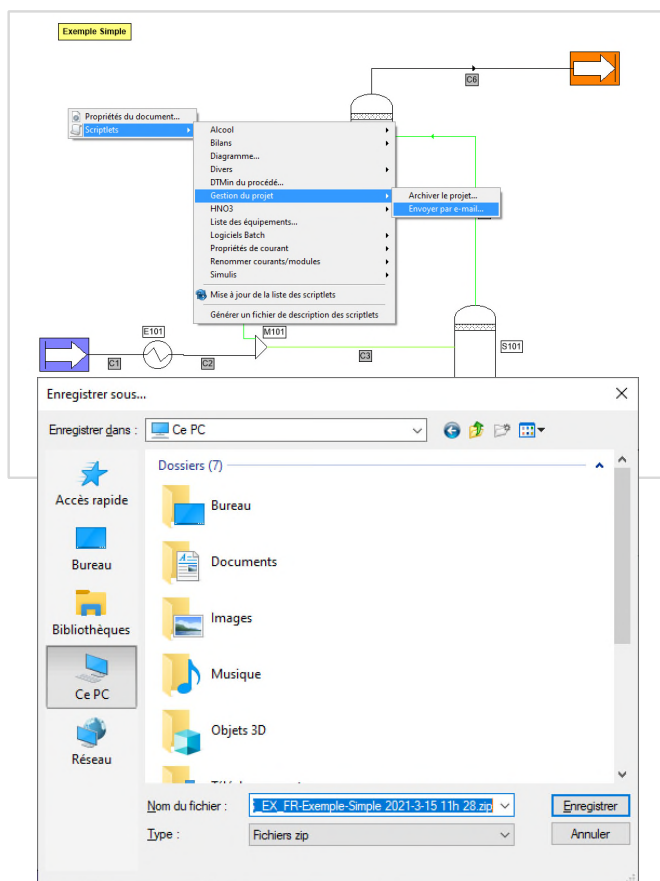 Exemple Simple
C6
Propriétés du document...
Scriptlets
Alcool
Bilans
Diagramme...
Divers
DTMin du procédé...
Gestion du projet
HNO3
Liste des équipements...
Logiciels Batch
Propriétés de courant
Renommer courants/modules
Simulis
Mise à jour de la liste des scriptlets
Générer un fichier de description des scriptlets
Archiver le projet...
Envoyer par e-mail...
E101
M101
S101
C1
C2
C3
Enregistrer sous...
Enregistrer dans :
Ce PC
Accès rapide
Bureau
Bibliothèques
Ce PC
Réseau
Dossiers (7)
Bureau
Documents
Images
Musique
Objets 3D
Nom du fichier :
_EX_FR-Exemple-Simple 2021-3-15 11h 28.zip
Enregistrer
Type :
Fichiers zip
Annuler